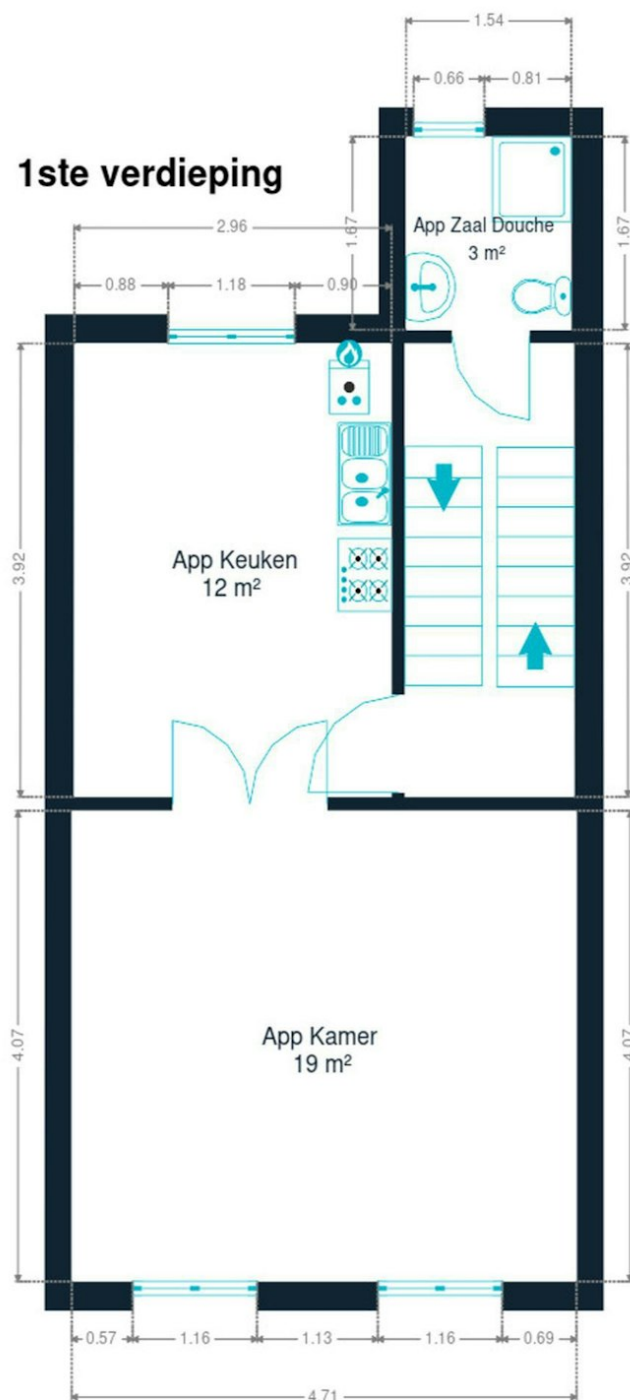 1.54
0.66
0.81
1ste verdieping
1.67
App Zaal Douche
3 m²
1.67
2.96
0.88
1.18
0.90
3.92
App Keuken
12 m²
3.92
4.07
App Kamer
19 m²
4.07
0.57
1.16
1.13
1.16
0.69
4.71